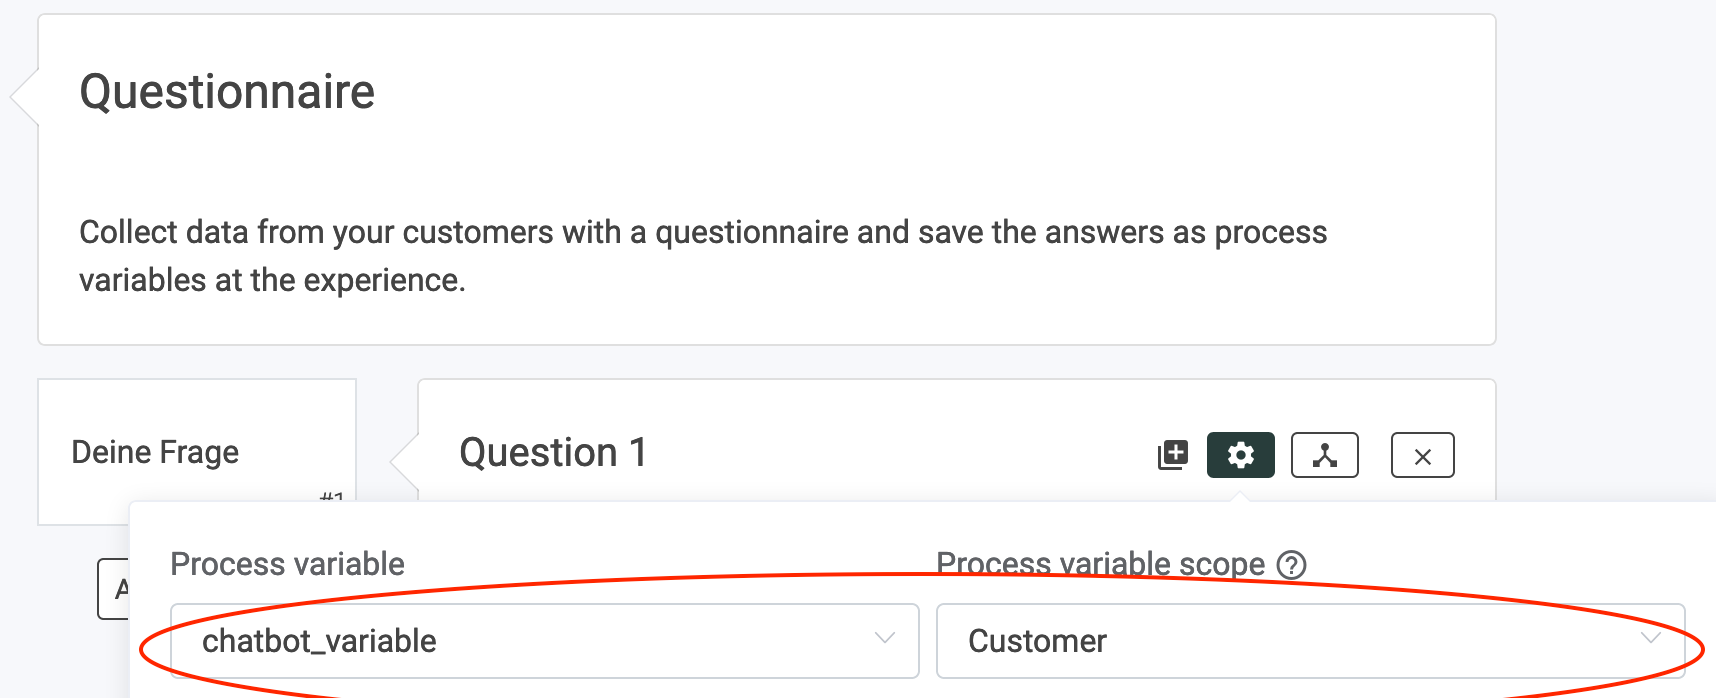 Questionnaire
Collect data from your customers with a questionnaire and save the answers as process
variables at the experience.
Deine Frage
#1
Question 1
Process variable
Process variable scope
A
chatbot_variable
Customer